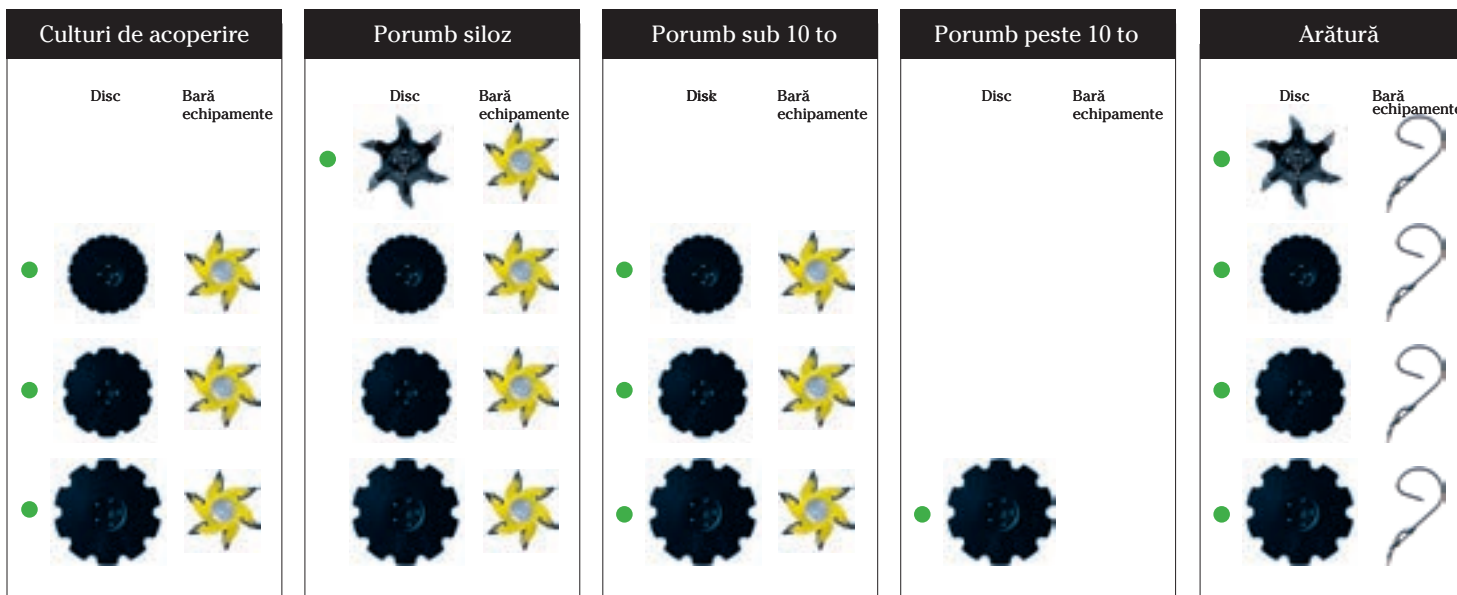 Culturi de acoperire
Disc
Bară
echipamente
Porumb siloz
Disc
Bară
echipamente
Porumb sub 10 to
Disk
Bară
echipamente
Porumb peste 10 to
Disc
Bară
echipamente
Arătură
Disc
Bară
echipamente